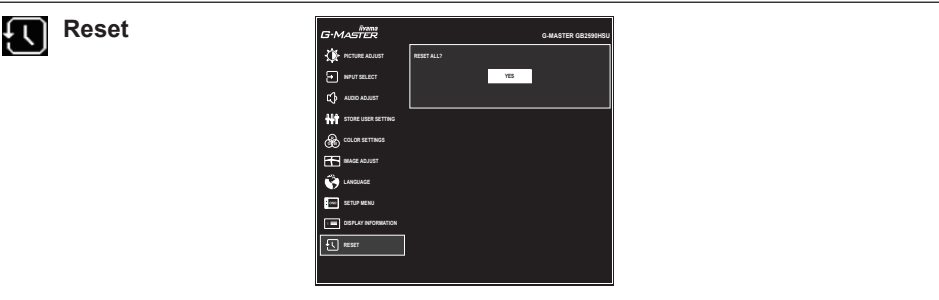 Reset
iiyama
G-MASTER
G-MASTER GB2590HSU
PICTURE ADJUST
RESET ALL?
YES
INPUT SELECT
AUDIO ADJUST
STORE USER SETTING
COLOR SETTINGS
IMAGE ADJUST
LANGUAGE
SETUP MENU
DISPLAY INFORMATION
RESET